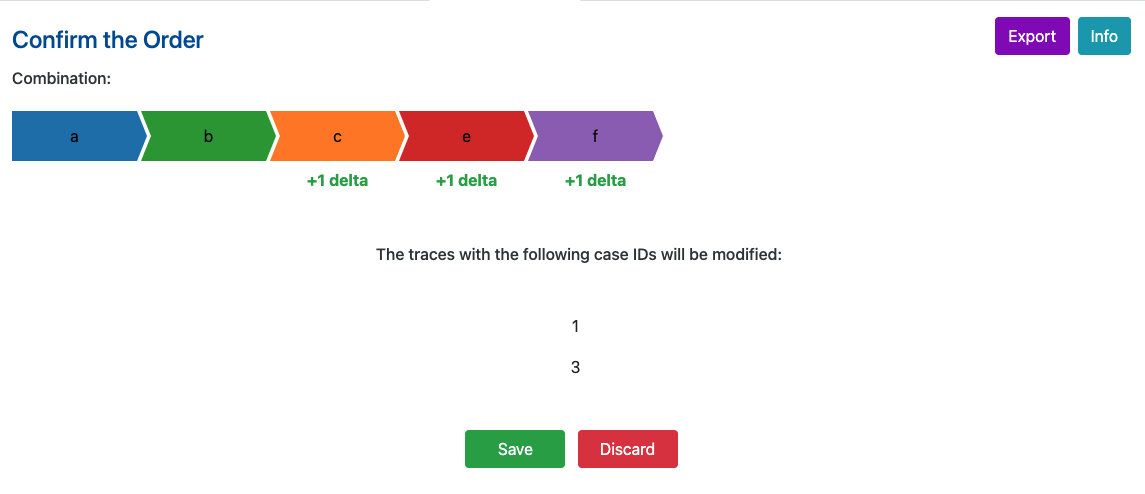 Confirm the Order
Export
Info
Combination:
a
b
c
e
f
+1 delta
+1 delta
+1 delta
The traces with the following case IDs will be modified:
1
3
Save
Discard